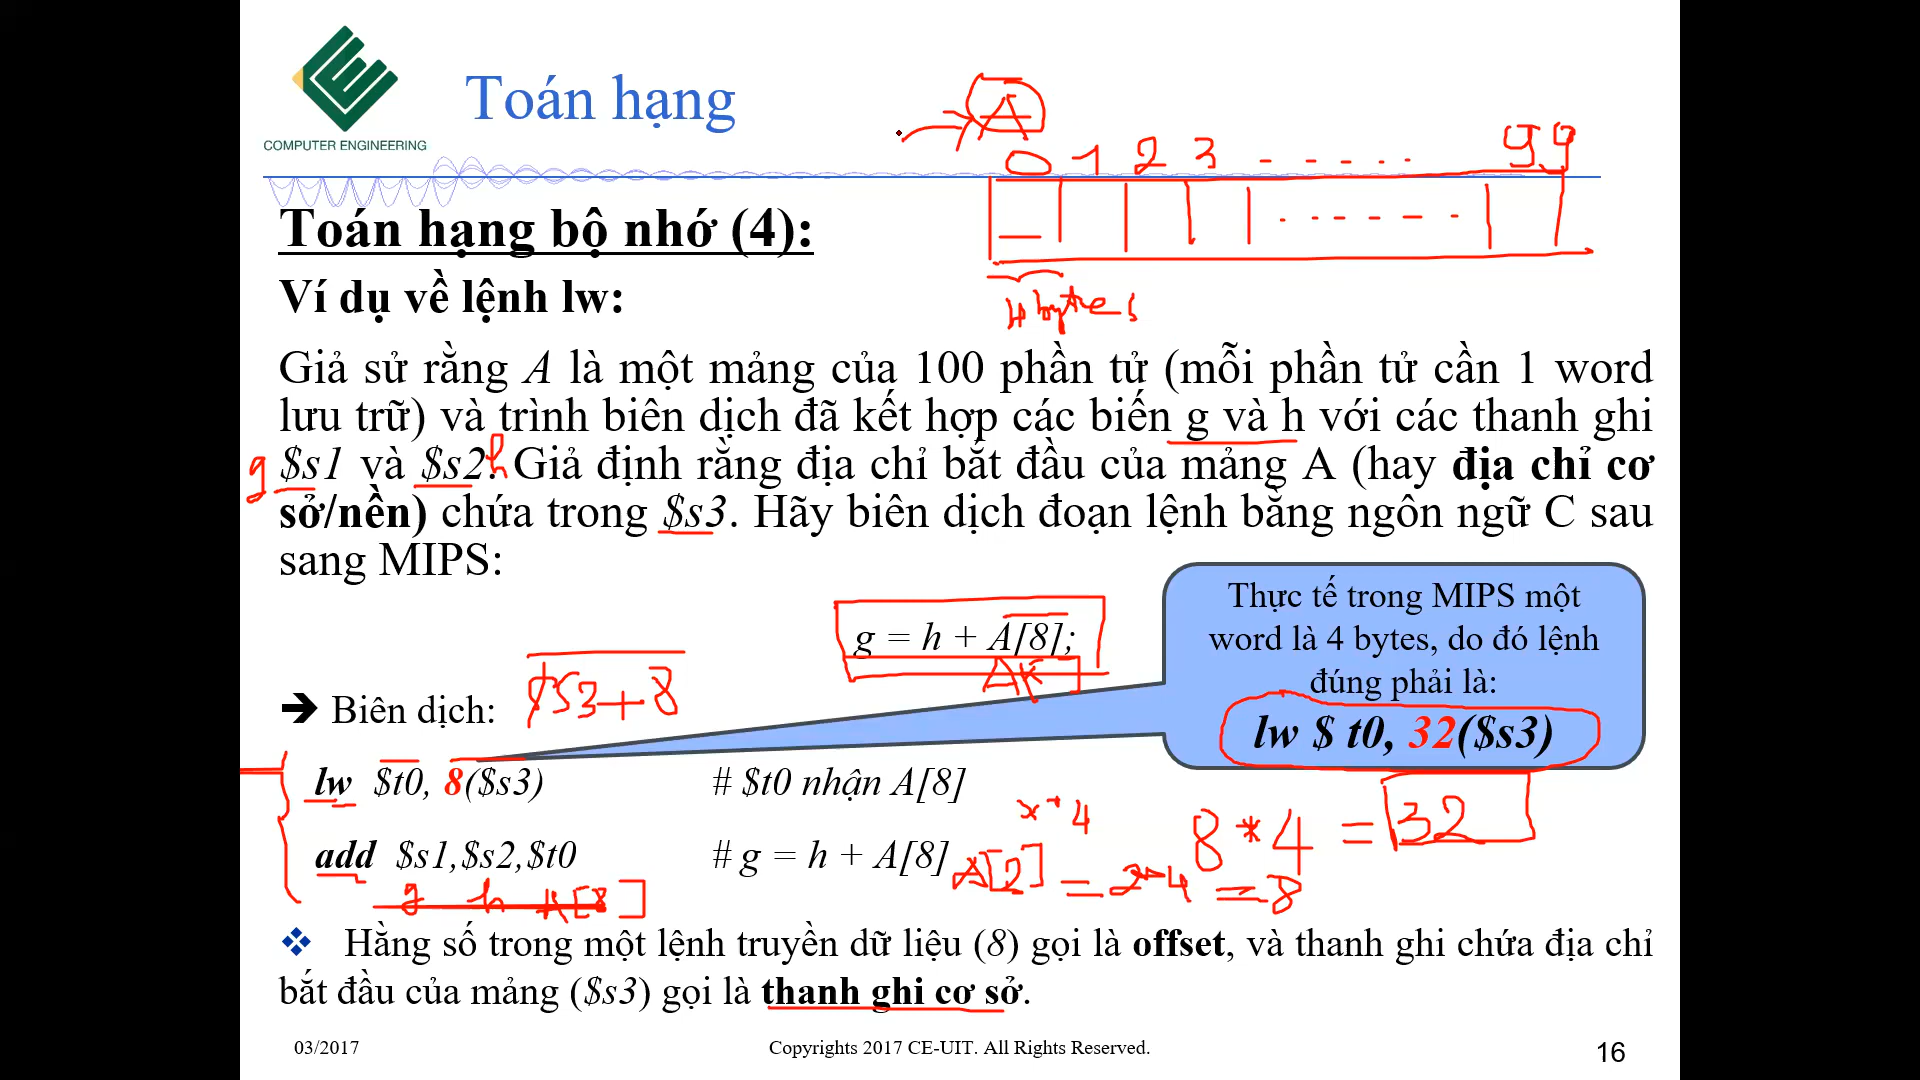 COMPUTER ENGINEERING
Toán hạng
A
0 1 2 3 - - - - - 99
Toán hạng bộ nhớ (4):
4 bytes
Ví dụ về lệnh lw:
Giả sử rằng A là một mảng của 100 phần tử (mỗi phần tử cần 1 word
lưu trữ) và trình biên dịch đã kết hợp các biến g và h với các thanh ghi
g $s1 và $s2. h Giả định rằng địa chỉ bắt đầu của mảng A (hay địa chỉ cơ
sở/nền) chứa trong $s3. Hãy biên dịch đoạn lệnh bằng ngôn ngữ C sau
sang MIPS:
g = h + A[8];
Thực tế trong MIPS một
word là 4 bytes, do đó lệnh
đúng phải là:
lw $ t0, 32($s3)
➔ Biên dịch: $s3+8
lw $t0, 8($s3) # $t0 nhận A[8]
x * 4
8 * 4 = 32
add $s1,$s2,$t0 # g = h + A[8]
A[2] = 2*4 = 8
g h A[8]
❖ Hằng số trong một lệnh truyền dữ liệu (8) gọi là offset, và thanh ghi chứa địa chỉ
bắt đầu của mảng ($s3) gọi là thanh ghi cơ sở.
03/2017 Copyrights 2017 CE-UIT. All Rights Reserved. 16